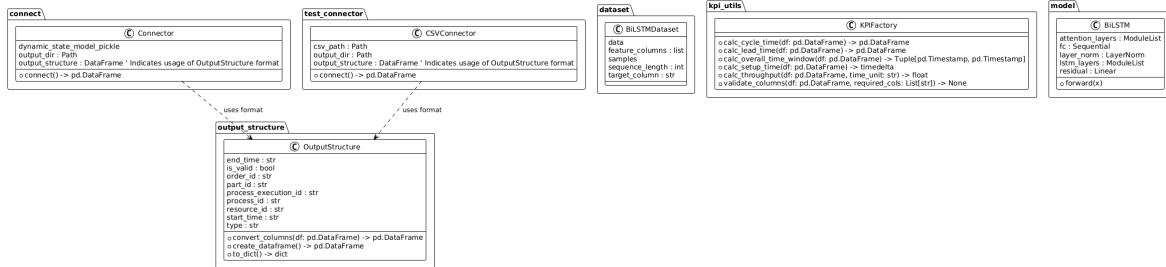 connect
C Connector
dynamic_state_model_pickle
output_dir : Path
output_structure : DataFrame ' Indicates usage of OutputStructure format
connect() -> pd.DataFrame
test_connector
C CSVConnector
csv_path : Path
output_dir : Path
output_structure : DataFrame ' Indicates usage of OutputStructure format
connect() -> pd.DataFrame
uses format
uses format
output_structure
C OutputStructure
end_time : str
is_valid : bool
order_id : str
part_id : str
process_execution_id : str
process_id : str
resource_id : str
start_time : str
type : str
convert_columns(df: pd.DataFrame) -> pd.DataFrame
create_dataframe() -> pd.DataFrame
to_dict() -> dict
dataset
C BiLSTMDataset
data
feature_columns : list
samples
sequence_length : int
target_column : str
kpi_utils
C KPIFactory
calc_cycle_time(df: pd.DataFrame) -> pd.DataFrame
calc_lead_time(df: pd.DataFrame) -> pd.DataFrame
calc_overall_time_window(df: pd.DataFrame) -> Tuple[pd.Timestamp, pd.Timestamp]
calc_setup_time(df: pd.DataFrame) -> timedelta
calc_throughput(df: pd.DataFrame, time_unit: str) -> float
validate_columns(df: pd.DataFrame, required_cols: List[str]) -> None
model
C BiLSTM
attention_layers : ModuleList
fc : Sequential
layer_norm : LayerNorm
lstm_layers : ModuleList
residual : Linear
forward(x)